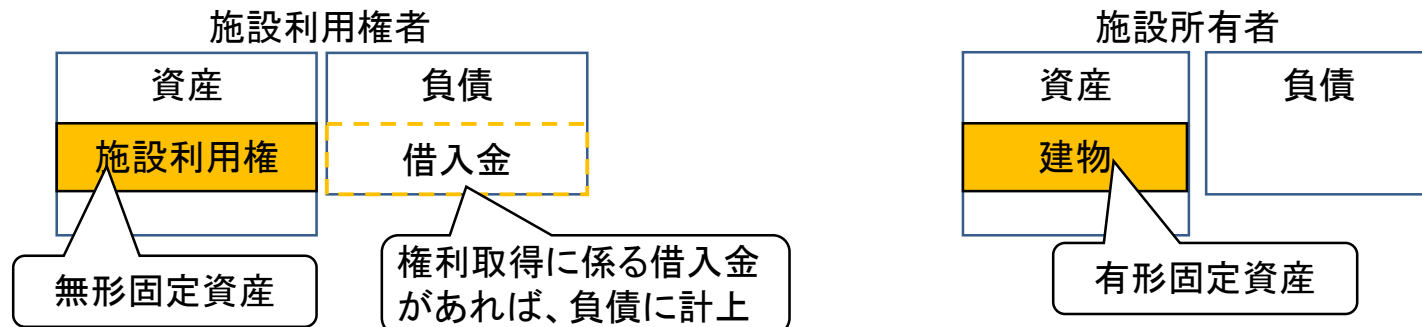 施設利用権者
資産
負債
施設利用権
借入金
無形固定資産
権利取得に係る借入金
があれば、負債に計上
施設所有者
資産
負債
建物
有形固定資産